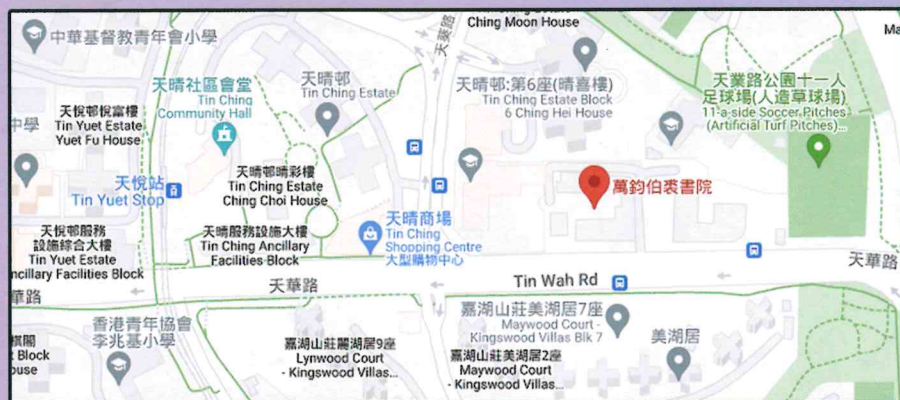 Ching Moon House
中華基督教青年會小學
天葵路
天晴社區會堂
Tin Ching
Community Hall
天晴邨
Tin Ching Estate
天晴邨:第6座(晴喜樓)
Tin Ching Estate Block
6 Ching Hei House
天業路公園十一人
足球場(人造草球場)
11-a-side Soccer Pitches
(Artificial Turf Pitches)...
天悅邨悅富樓
Tin Yuet Estate
Yuet Fu House
中學
天悅站
Tin Yuet Stop
天晴邨晴彩樓
Tin Ching Estate
Ching Choi House
萬鈞伯裘書院
天悅邨服務
設施綜合大樓
Tin Yuet Estate
ncillary Facilities Block
天晴服務設施大樓
Tin Ching Ancillary
Facilities Block
天晴商場
Tin Ching
Shopping Centre
大型購物中心
天華路
Tin Wah Rd
天華路
華路
香港青年協會
李兆基小學
Block
ouse
嘉湖山莊麗湖居9座
Lynwood Court
- Kingswood Villas...
嘉湖山莊美湖居7座
Maywood Court -
Kingswood Villas Blk 7
嘉湖山莊美湖居2座
Maywood Court
- Kingswood Villas...
美湖居